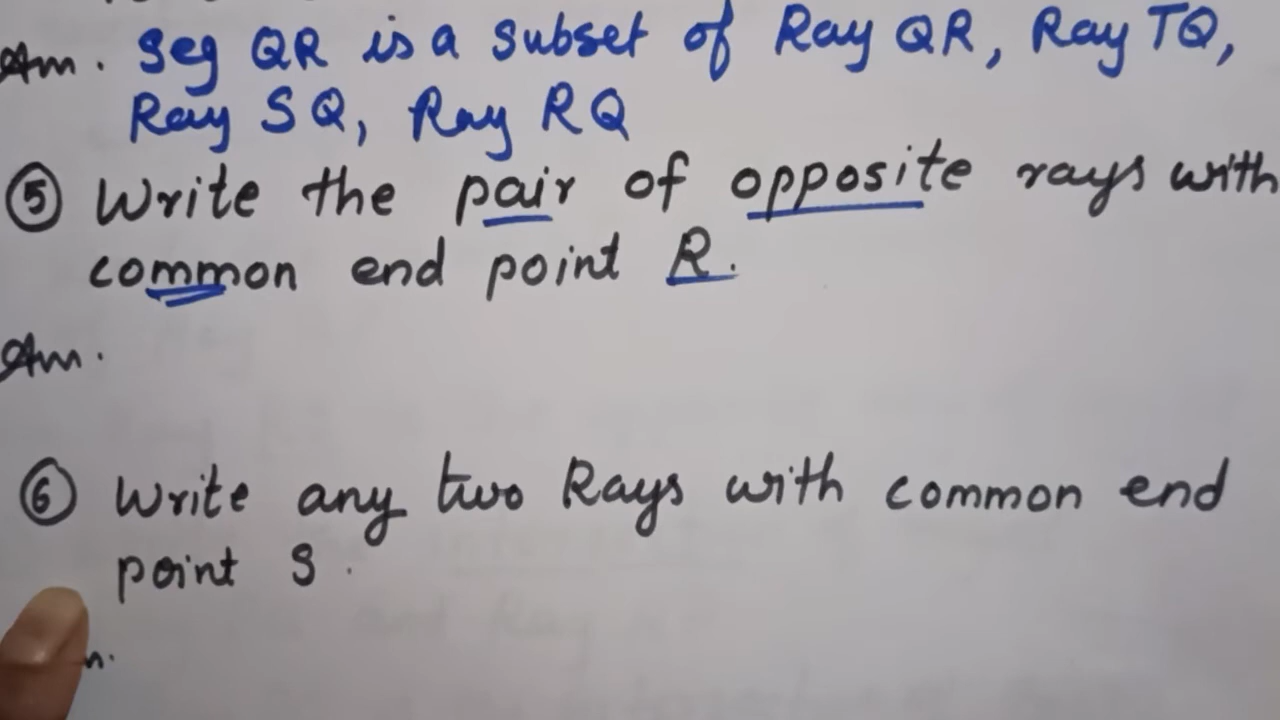 Ans. Seg QR is a subset of Ray QR, Ray TQ,
Ray SQ, Ray RQ
⑤ Write the pair of opposite rays with
common end point R.
Ans.
⑥ Write any two Rays with common end
point S.